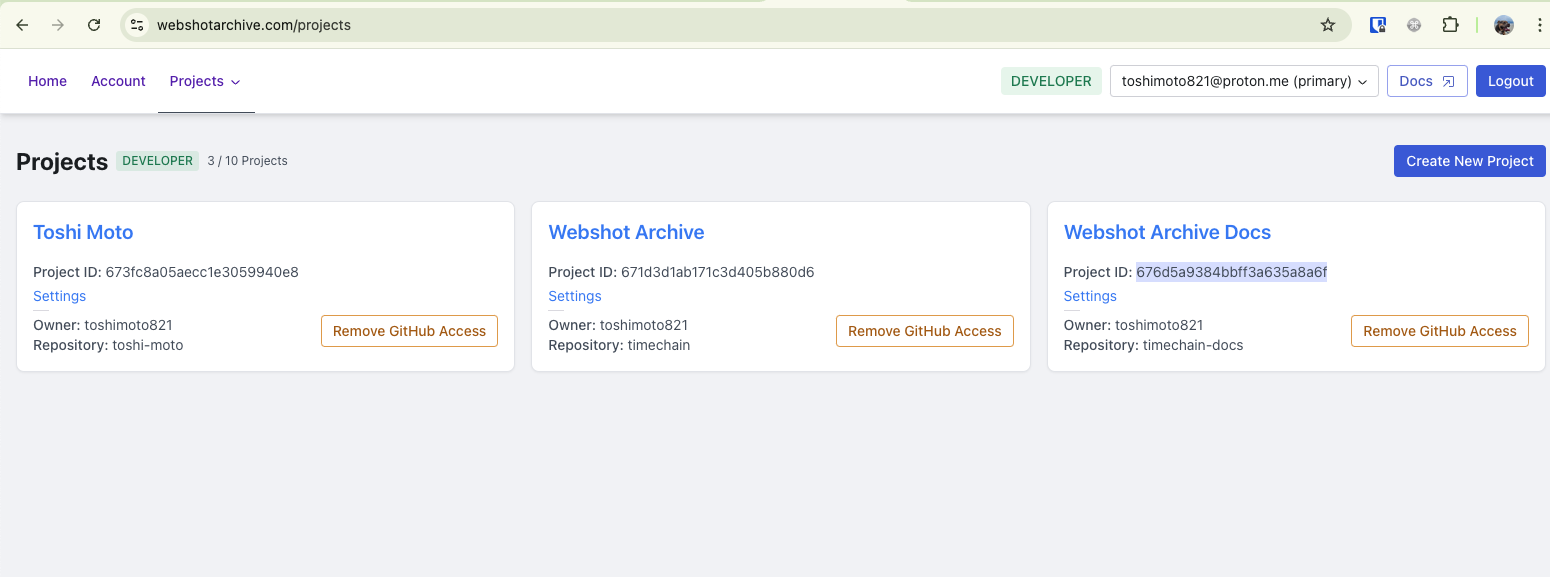 webshotarchive.com/projects
Home Account Projects DEVELOPER toshimoto821@proton.me (primary) Docs Logout
Projects DEVELOPER 3 / 10 Projects Create New Project
Toshi Moto
Project ID: 673fc8a05aecc1e3059940e8
Settings
Owner: toshimoto821
Repository: toshi-moto
Remove GitHub Access
Webshot Archive
Project ID: 671d3d1ab171c3d405b880d6
Settings
Owner: toshimoto821
Repository: timechain
Remove GitHub Access
Webshot Archive Docs
Project ID: 676d5a9384bbff3a635a8a6f
Settings
Owner: toshimoto821
Repository: timechain-docs
Remove GitHub Access